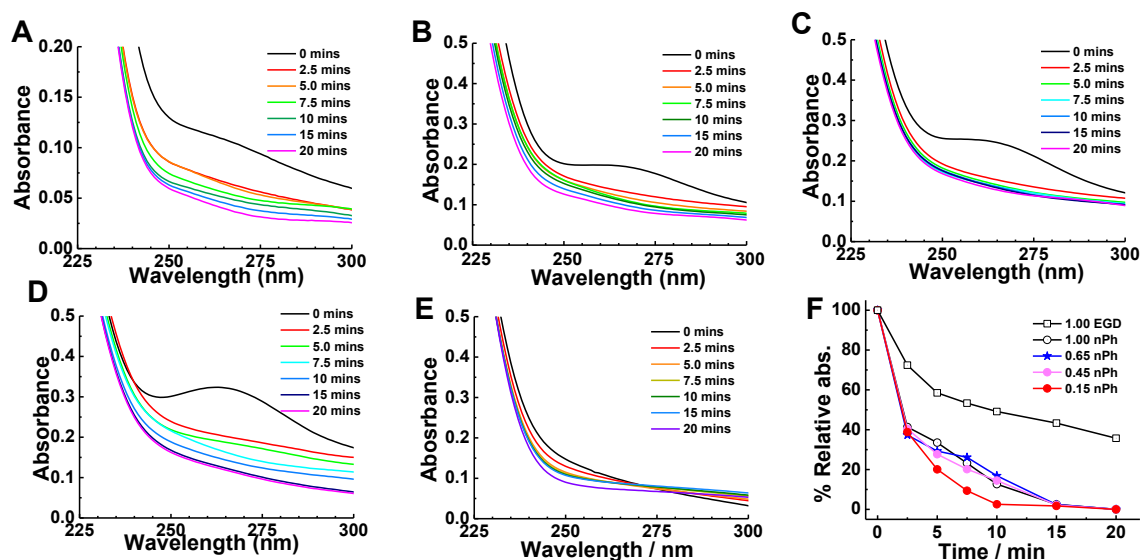 A
0.20
0.15
0.10
0.05
0.00
Absorbance
225 250 275 300
Wavelength (nm)
0 mins
2.5 mins
5.0 mins
7.5 mins
10 mins
15 mins
20 mins
B
0.5
0.4
0.3
0.2
0.1
0.0
Absorbance
225 250 275 300
Wavelength (nm)
0 mins
2.5 mins
5.0 mins
7.5 mins
10 mins
15 mins
20 mins
C
0.5
0.4
0.3
0.2
0.1
0.0
Absorbance
225 250 275 300
Wavelength (nm)
0 mins
2.5 mins
5.0 mins
7.5 mins
10 mins
15 mins
20 mins
D
0.5
0.4
0.3
0.2
0.1
0.0
Absorbance
225 250 275 300
Wavelength (nm)
0 mins
2.5 mins
5.0 mins
7.5 mins
10 mins
15 mins
20 mins
E
0.5
0.4
0.3
0.2
0.1
0.0
Abosrbance
225 250 275 300
Wavelength / nm
0 mins
2.5 mins
5.0 mins
7.5 mins
10 mins
15 mins
20 mins
F
100
80
60
40
20
0
% Relative abs.
0 5 10 15 20
Time / min
1.00 EGD
1.00 nPh
0.65 nPh
0.45 nPh
0.15 nPh